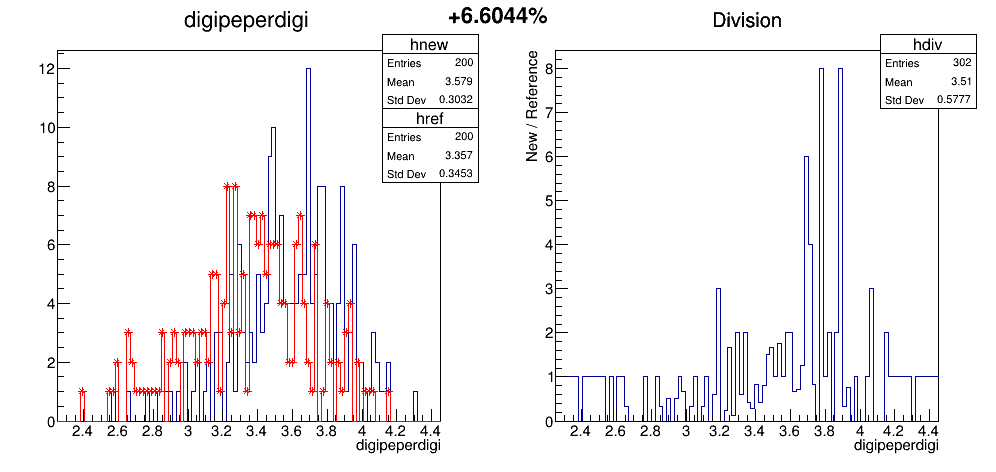 +6.6044%
digipeperdigi
hnew
Entries 200
Mean 3.579
Std Dev 0.3032
href
Entries 200
Mean 3.357
Std Dev 0.3453
12
10
8
6
4
2
0
2.4 2.6 2.8 3 3.2 3.4 3.6 3.8 4 4.2 4.4
digipeperdigi
Division
hdiv
Entries 302
Mean 3.51
Std Dev 0.5777
New / Reference
8
7
6
5
4
3
2
1
0
2.4 2.6 2.8 3 3.2 3.4 3.6 3.8 4 4.2 4.4
digipeperdigi